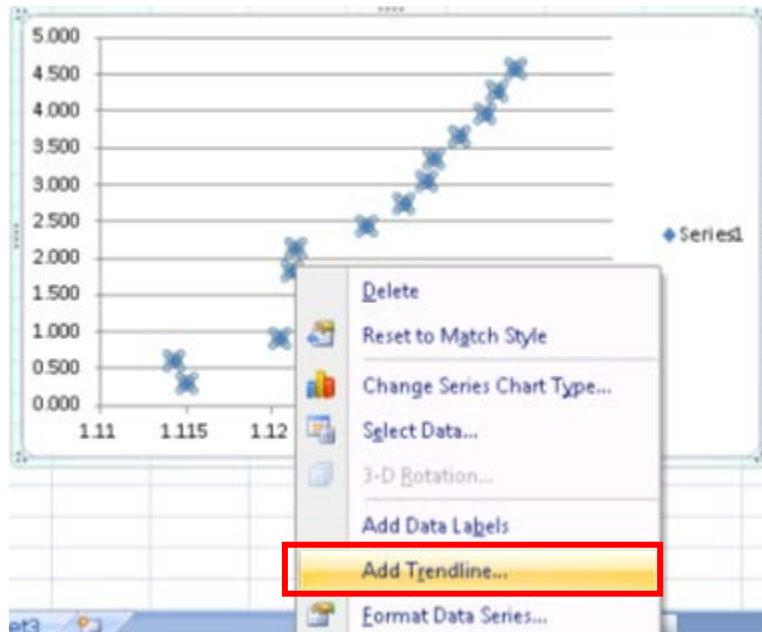 5.000
4.500
4.000
3.500
3.000
2.500
2.000
1.500
1.000
0.500
0.000
1.11 1.115 1.12
Series1
Delete
Reset to Match Style
Change Series Chart Type...
Select Data...
3-D Rotation...
Add Data Labels
Add Trendline...
Format Data Series...
et3